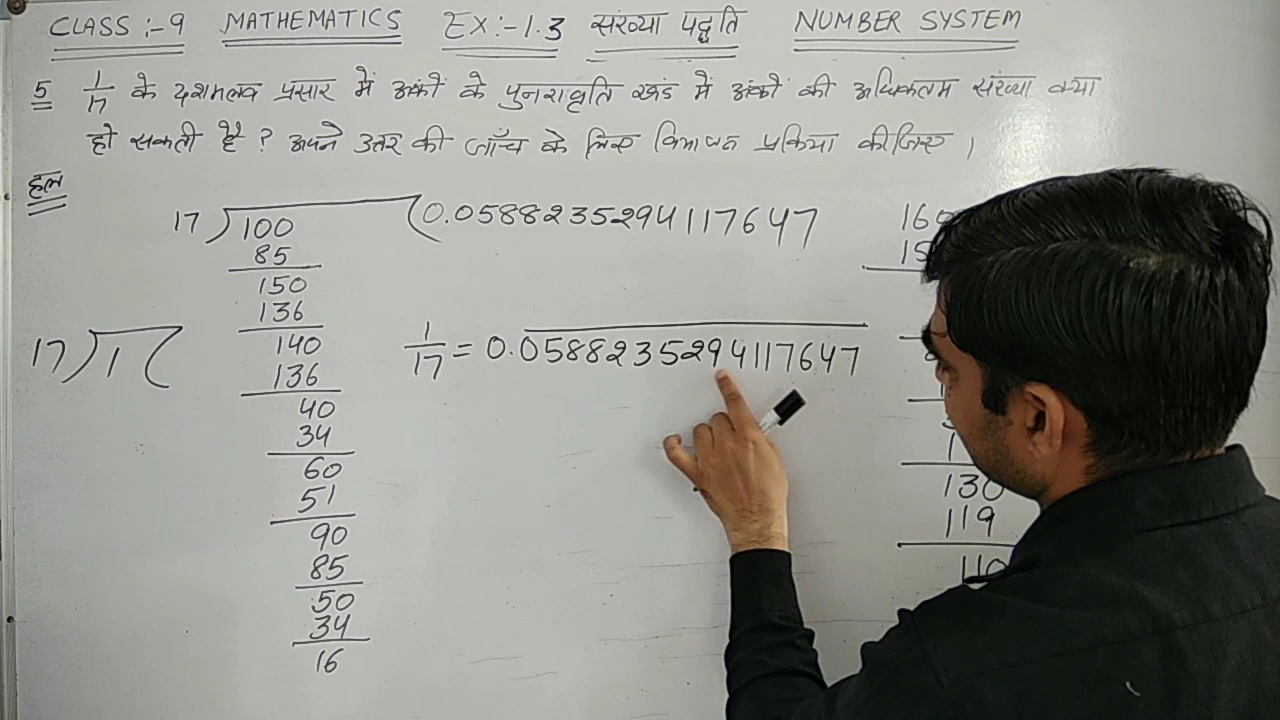 CLASS :- 9 MATHEMATICS EX:-1.3 संख्या पद्धति NUMBER SYSTEM
5 1/17 के दशमलव प्रसार में अंकों के पुनरावृत्ति खंड में अंकों की अधिकतम संख्या क्या
हो सकती है ? अपने उत्तर की जाँच के लिए विभाजन प्रक्रिया कीजिए ।
हल
17 ) 100 ( 0.0588235294117647
85
150
136
140
136
40
34
60
51
90
85
50
34
16
17 ) 1 (
1/17 = 0.0588235294117647
160
130
119
110